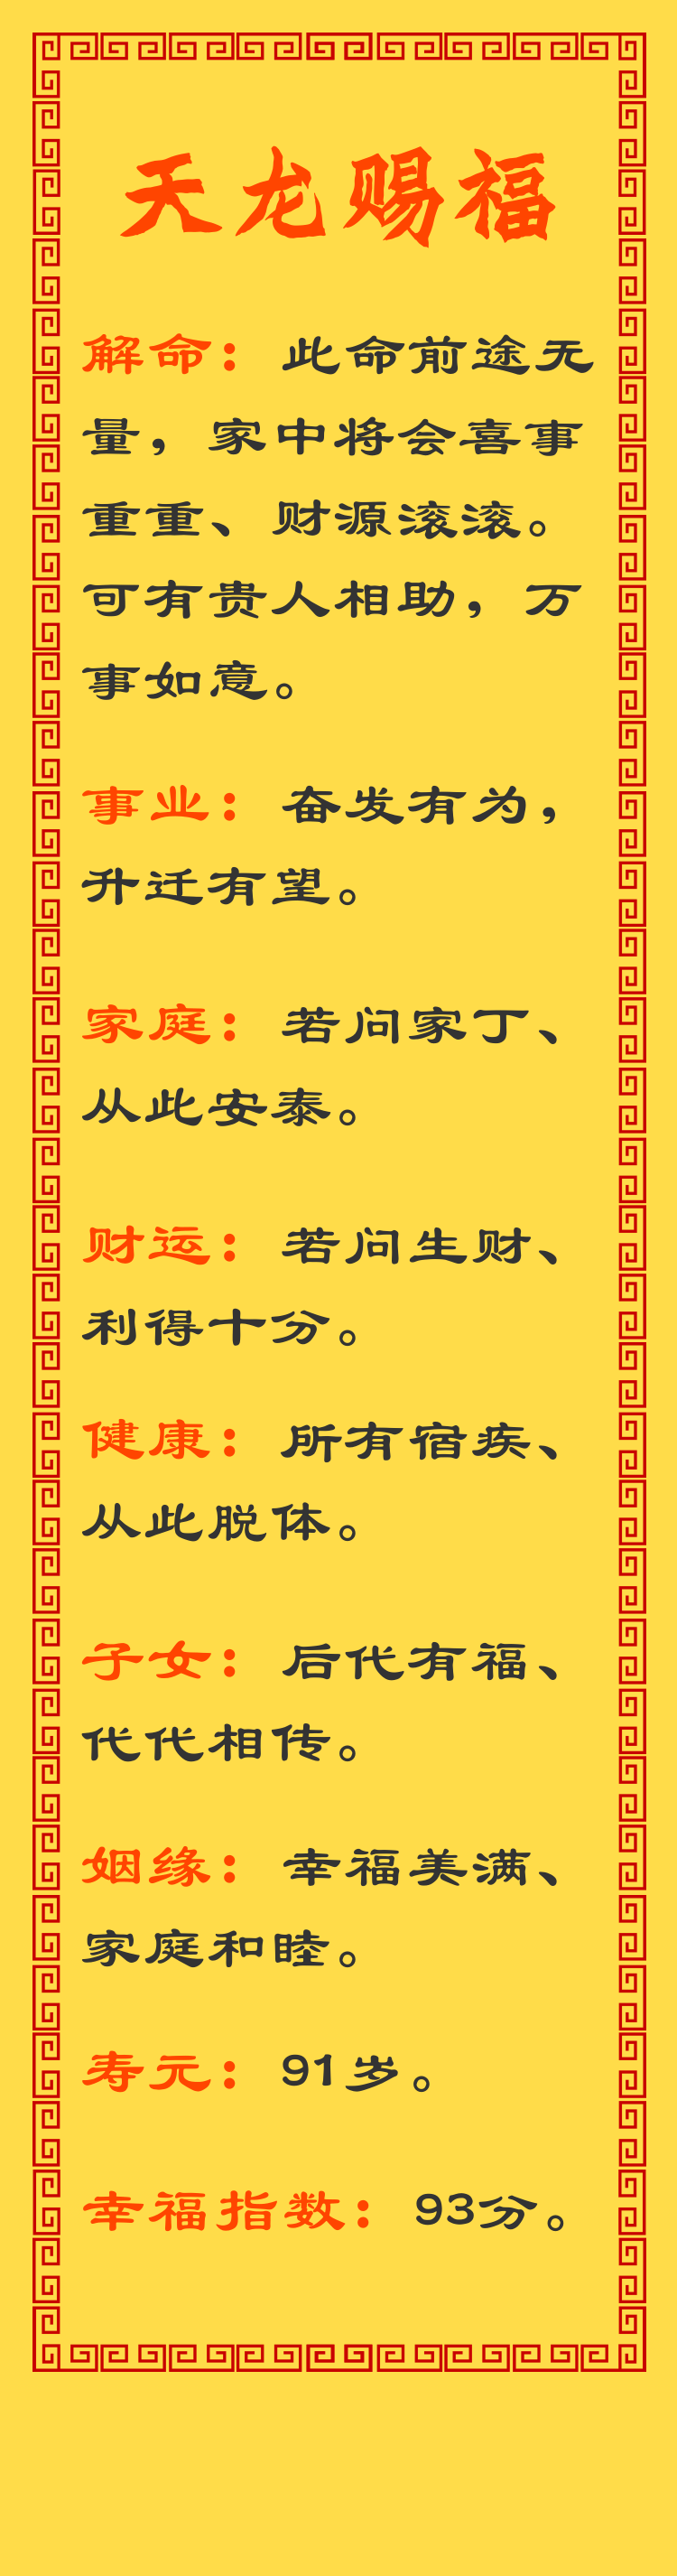 天龙赐福
解命：此命前途无
量，家中将会喜事
重重、财源滚滚。
可有贵人相助，万
事如意。
事业：奋发有为，
升迁有望。
家庭：若问家丁、
从此安泰。
财运：若问生财、
利得十分。
健康：所有宿疾、
从此脱体。
子女：后代有福、
代代相传。
姻缘：幸福美满、
家庭和睦。
寿元：91岁。
幸福指数：93分。